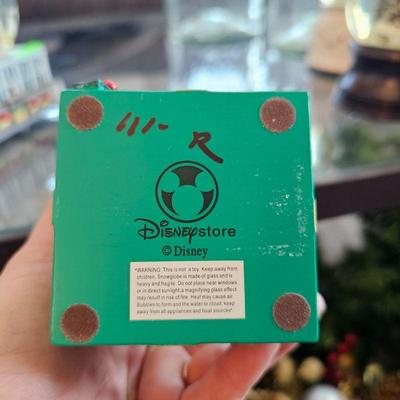 R
Disney store
© Disney
*WARNING: This is not a toy. Keep away from
children. Snowglobe is made of glass and is
heavy and fragile. Do not place near windows
or in direct sunlight a magnifying glass effect
may result in risk of fire. Heat may cause air
Bubbles to form and the water to cloud, keep
away from all appliances and heat sources*.